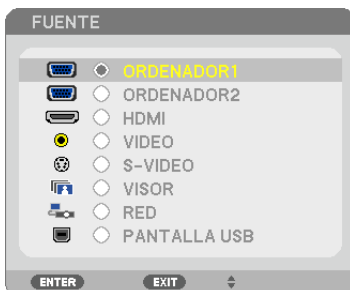 FUENTE
ORDENADOR1
ORDENADOR2
HDMI
VIDEO
S-VIDEO
VISOR
RED
PANTALLA USB
ENTER EXIT